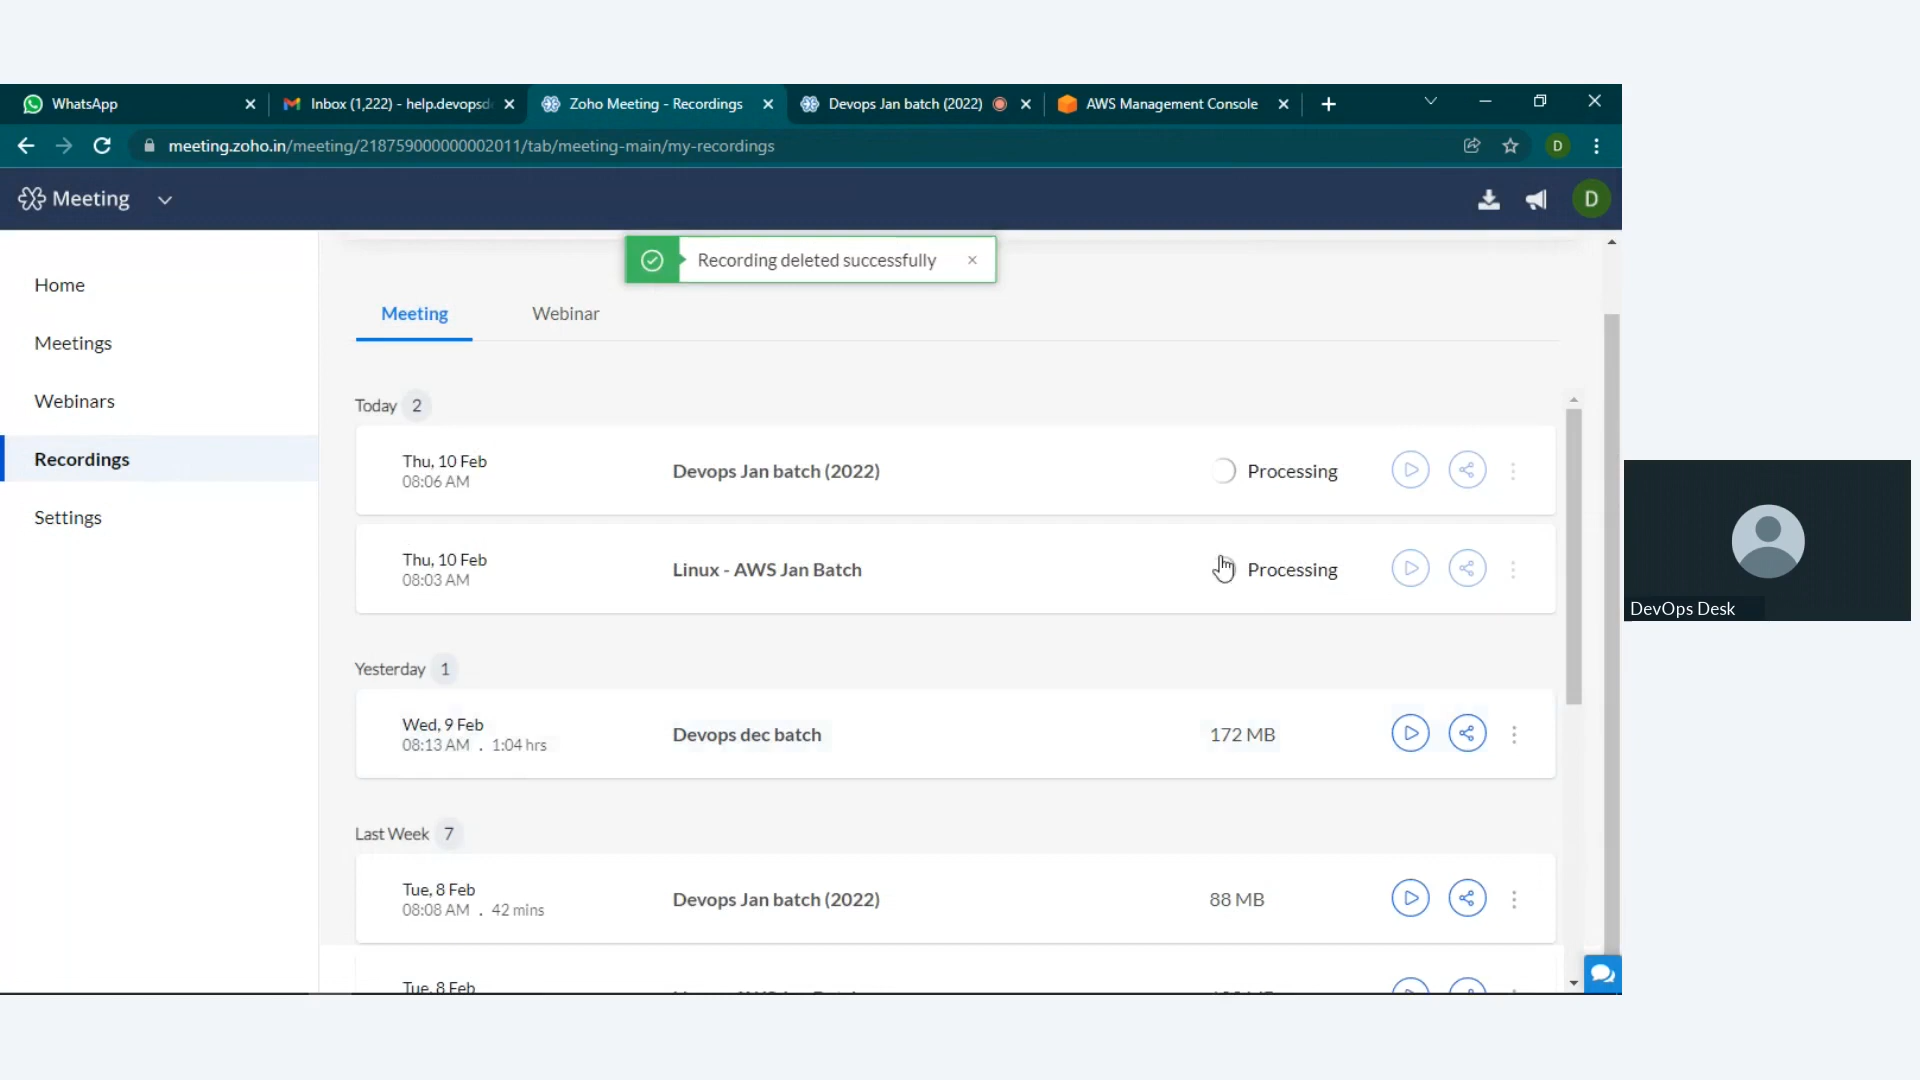 WhatsApp
Inbox (1,222) - help.devopsd
Zoho Meeting - Recordings
Devops Jan batch (2022)
AWS Management Console
meeting.zoho.in/meeting/218759000000002011/tab/meeting-main/my-recordings
D
Meeting
D
Recording deleted successfully
Home
Meetings
Webinars
Recordings
Settings
Meeting
Webinar
Today 2
Thu, 10 Feb
08:06 AM
Devops Jan batch (2022)
Processing
Thu, 10 Feb
08:03 AM
Linux - AWS Jan Batch
Processing
Yesterday 1
Wed, 9 Feb
08:13 AM . 1:04 hrs
Devops dec batch
172 MB
Last Week 7
Tue, 8 Feb
08:08 AM . 42 mins
Devops Jan batch (2022)
88 MB
Tue, 8 Feb
DevOps Desk